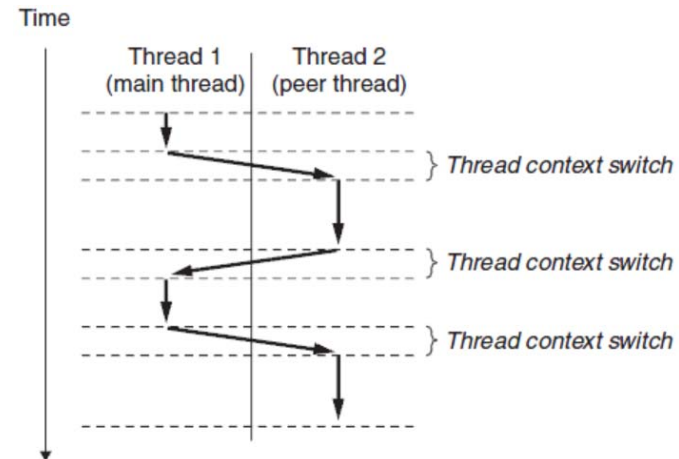 Time
Thread 1
(main thread)
Thread 2
(peer thread)
Thread context switch
Thread context switch
Thread context switch